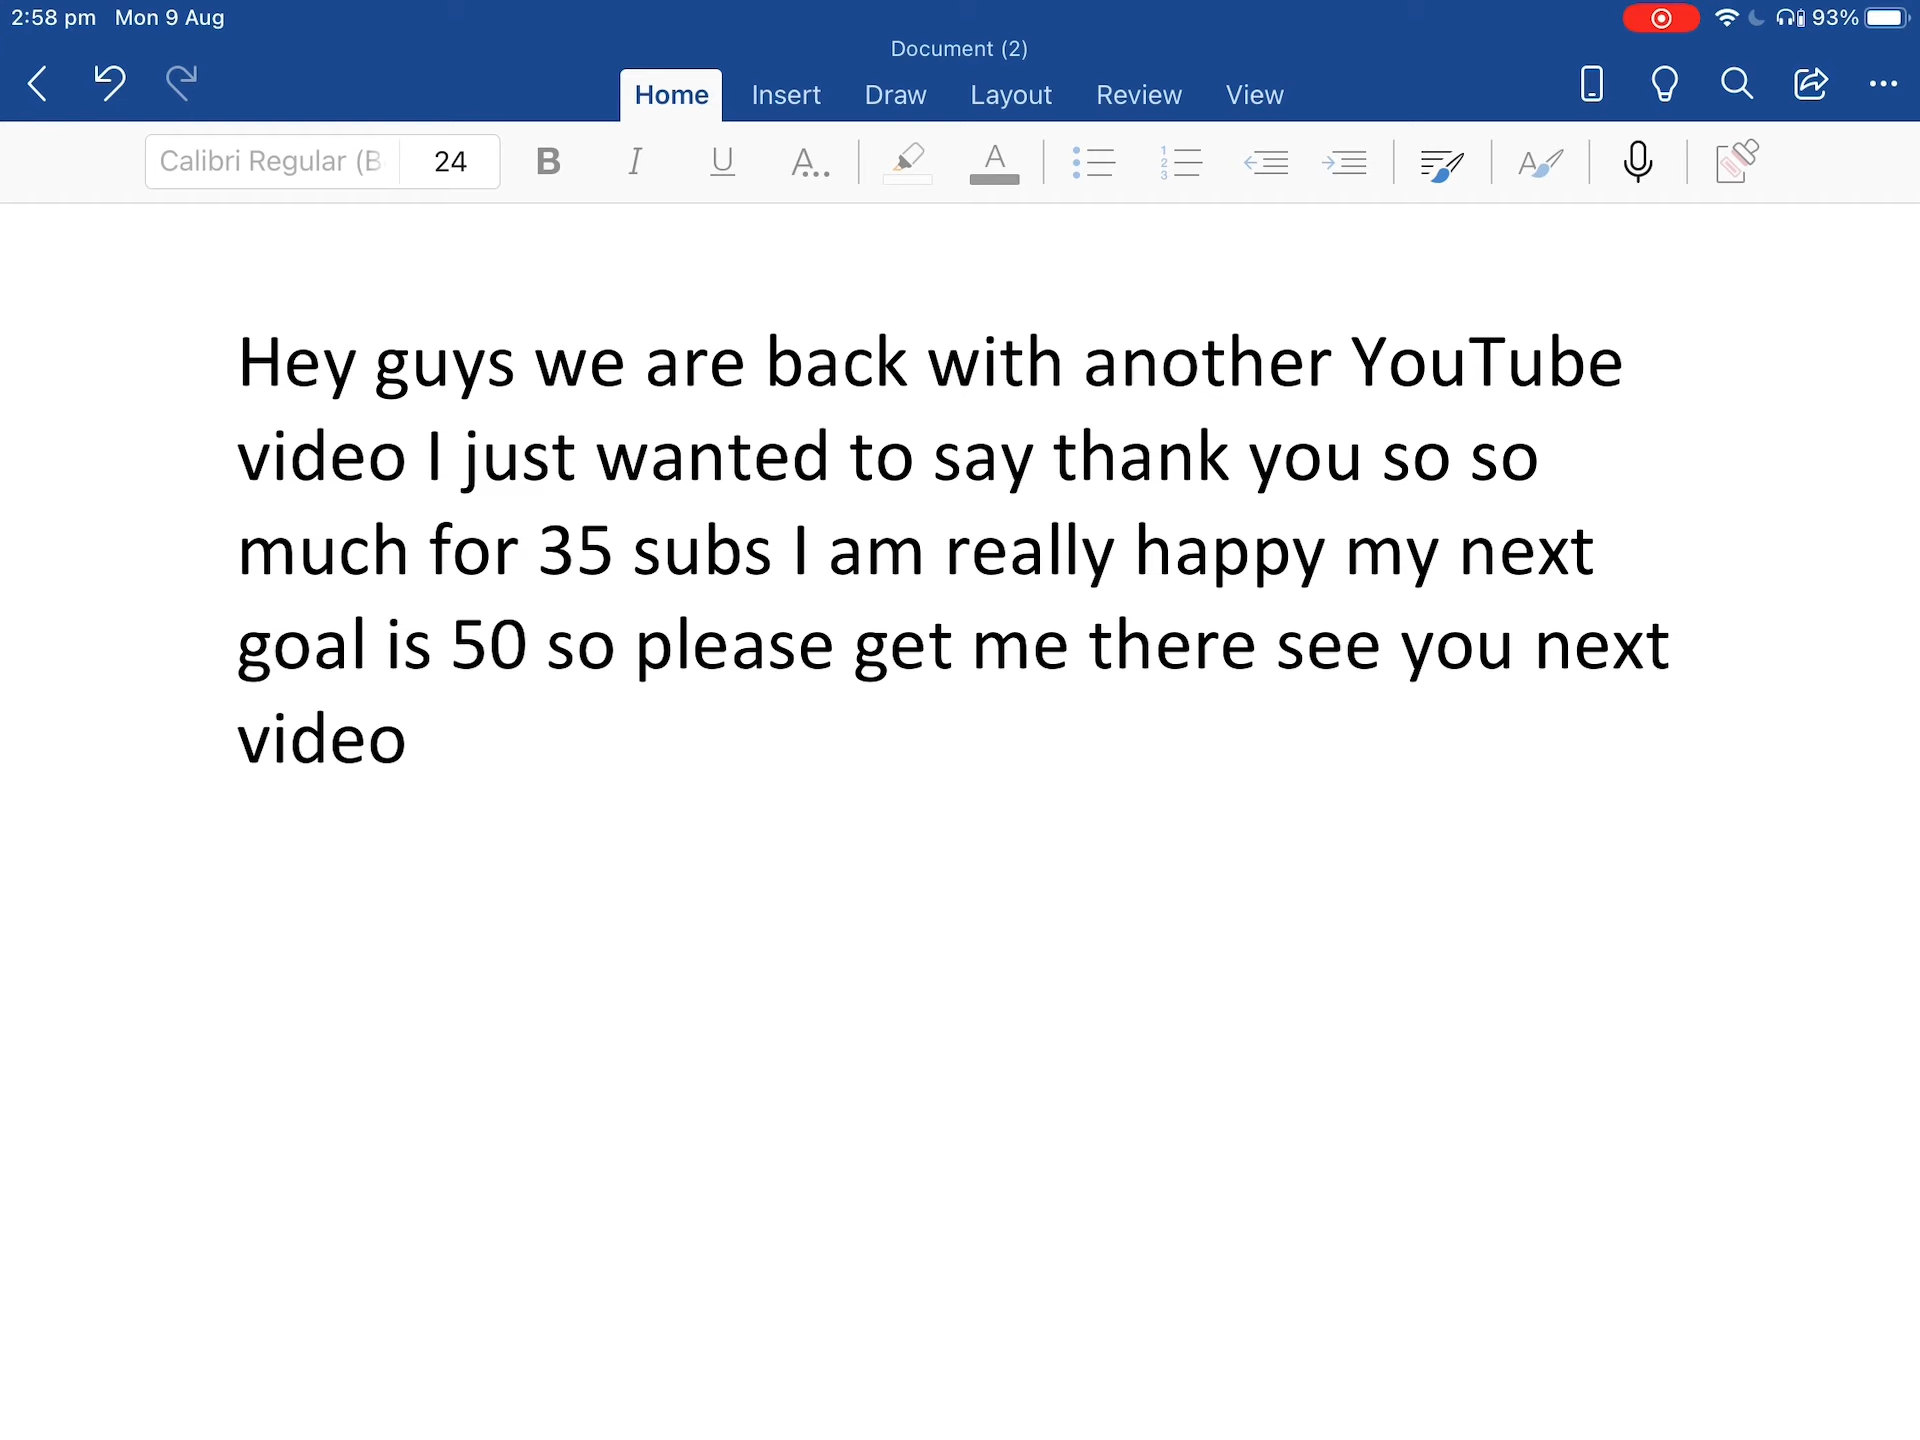 2:58 pm Mon 9 Aug
93%
Document (2)
Home Insert Draw Layout Review View
Calibri Regular (B 24 B I U A... A
Hey guys we are back with another YouTube
video I just wanted to say thank you so so
much for 35 subs I am really happy my next
goal is 50 so please get me there see you next
video